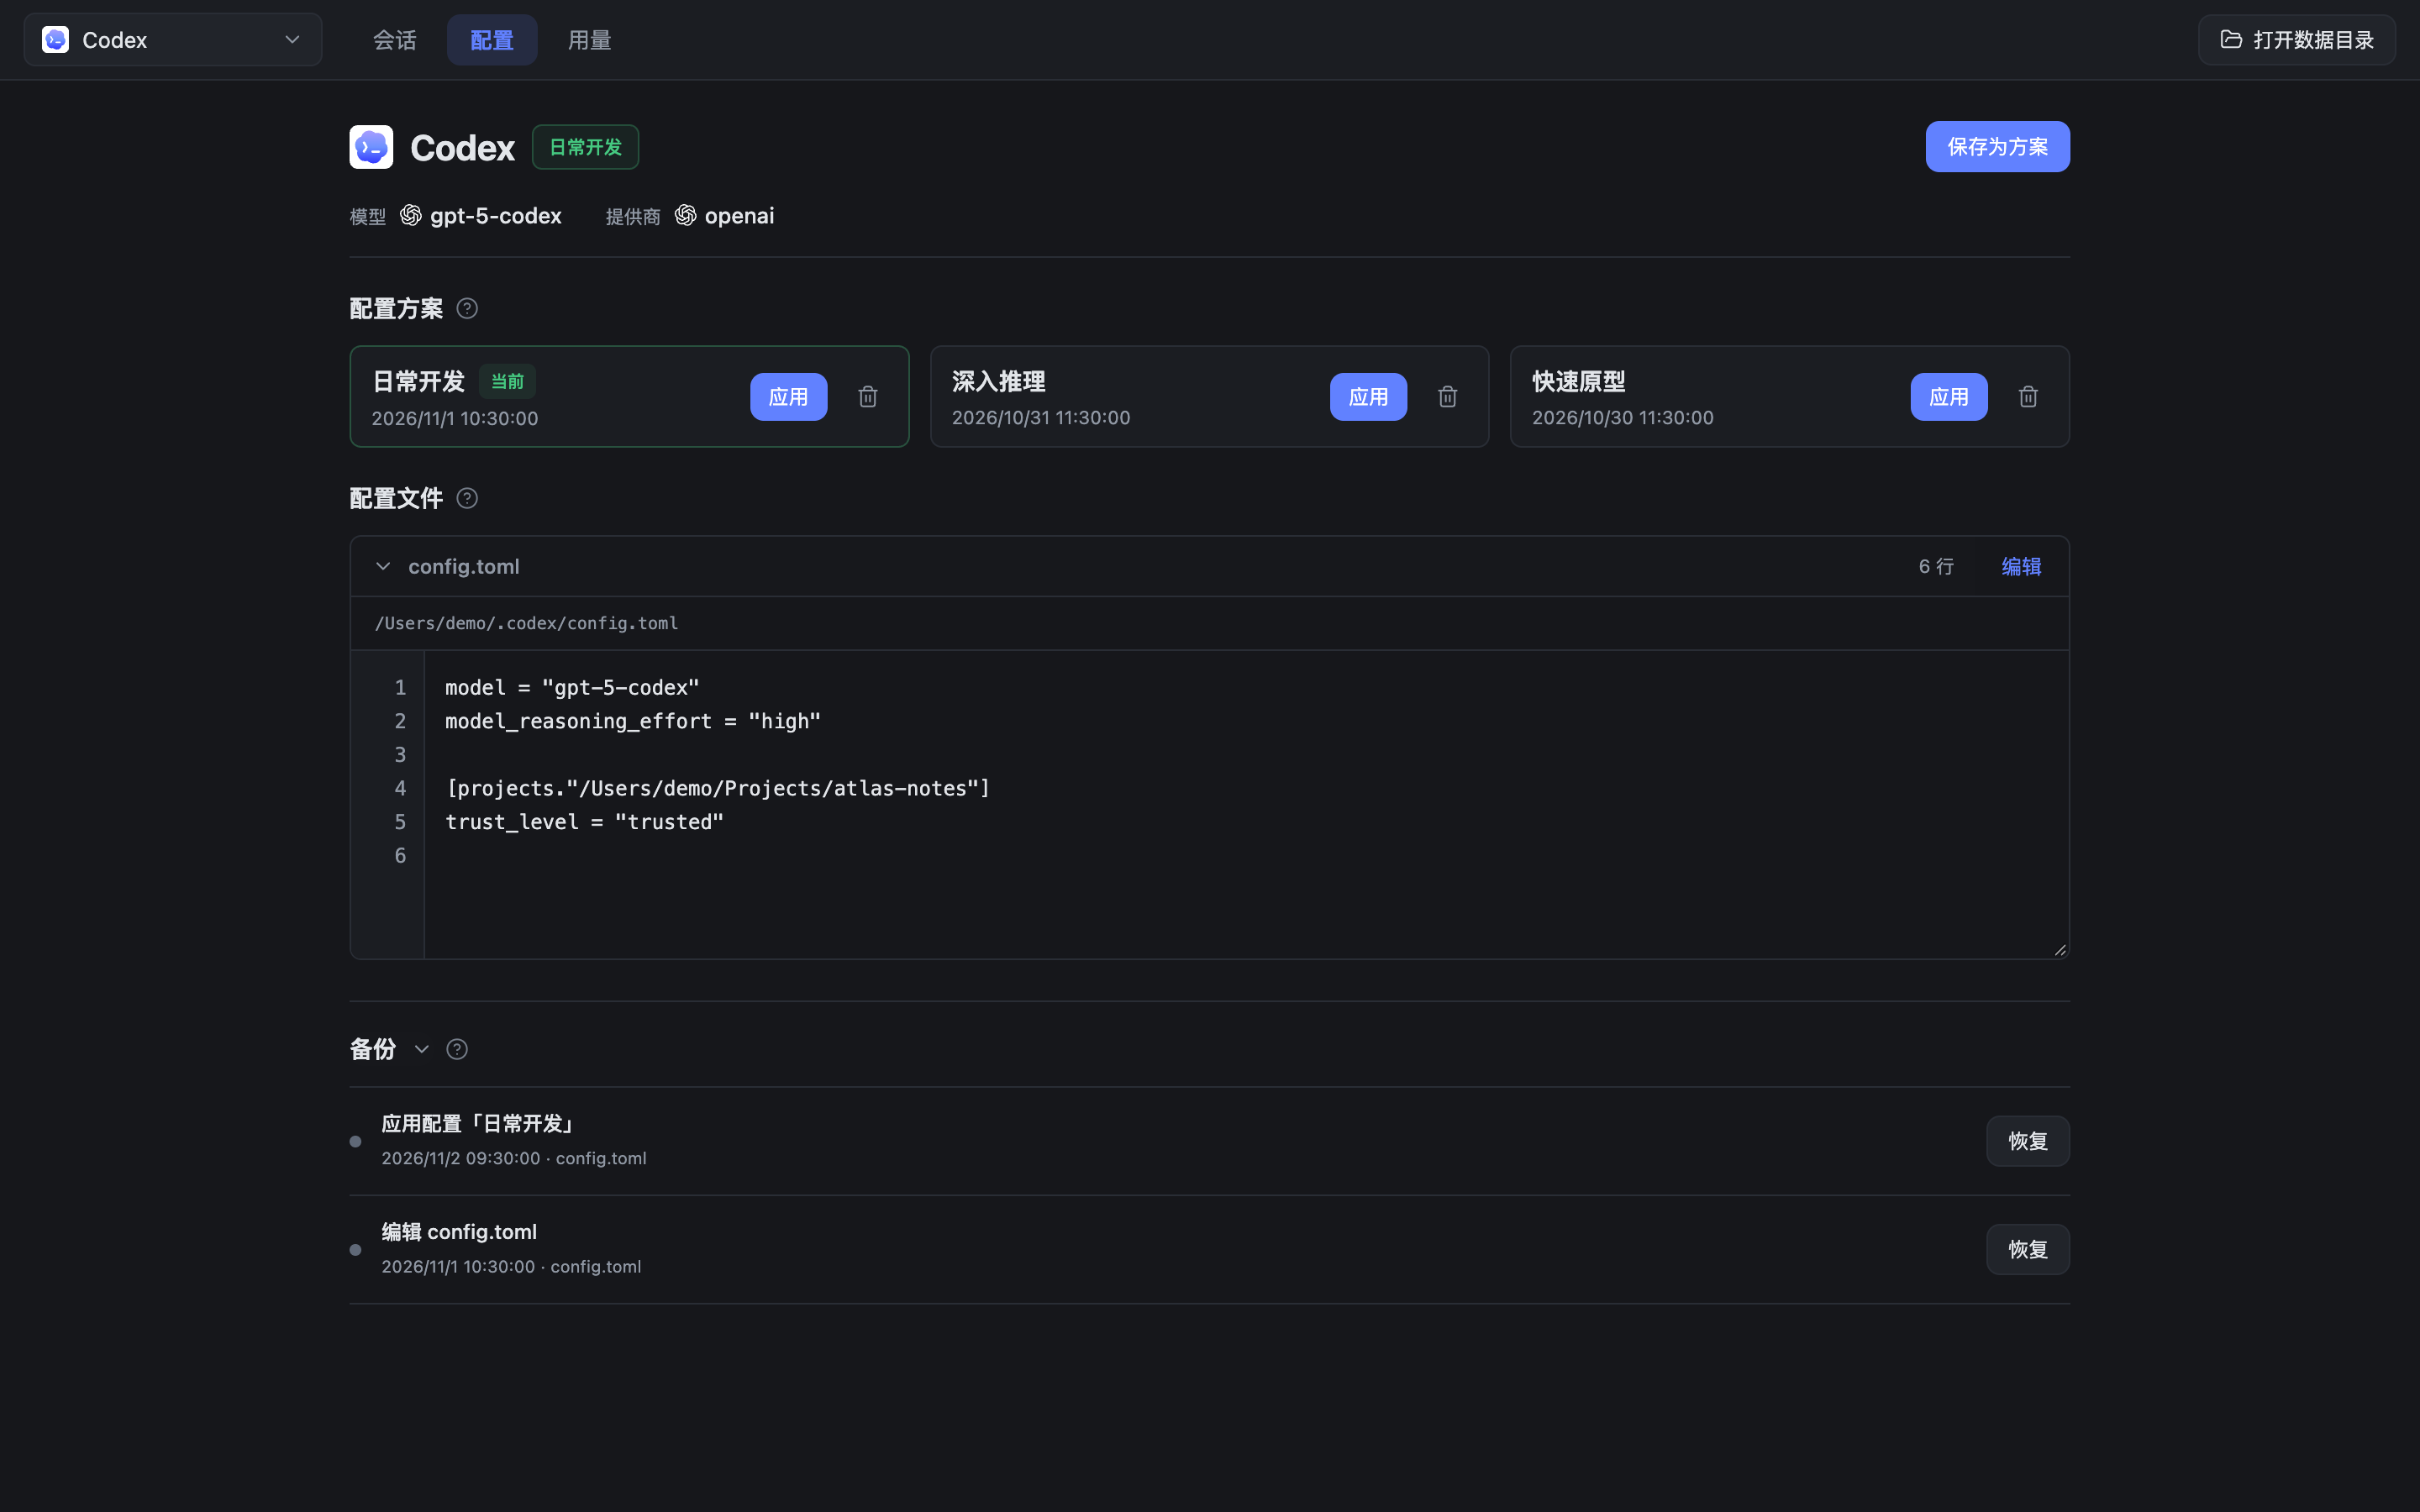 Codex
会话
配置
用量
打开数据目录
Codex
日常开发
保存为方案
模型 gpt-5-codex 提供商 openai
配置方案
日常开发 当前
2026/11/1 10:30:00
应用
深入推理
2026/10/31 11:30:00
应用
快速原型
2026/10/30 11:30:00
应用
配置文件
config.toml
6 行
编辑
/Users/demo/.codex/config.toml
1 model = "gpt-5-codex"
2 model_reasoning_effort = "high"
3
4 [projects."/Users/demo/Projects/atlas-notes"]
5 trust_level = "trusted"
6
备份
应用配置「日常开发」
2026/11/2 09:30:00 · config.toml
恢复
编辑 config.toml
2026/11/1 10:30:00 · config.toml
恢复